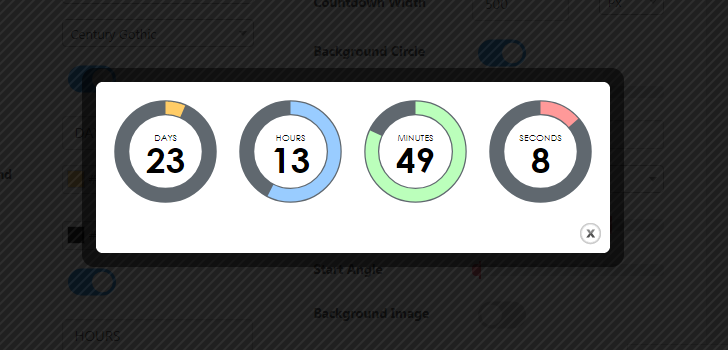 Countdown Width
500
PX
Century Gothic
Background Circle
DAYS
23
HOURS
13
MINUTES
49
SECONDS
8
x
Start Angle
Background Image
HOURS